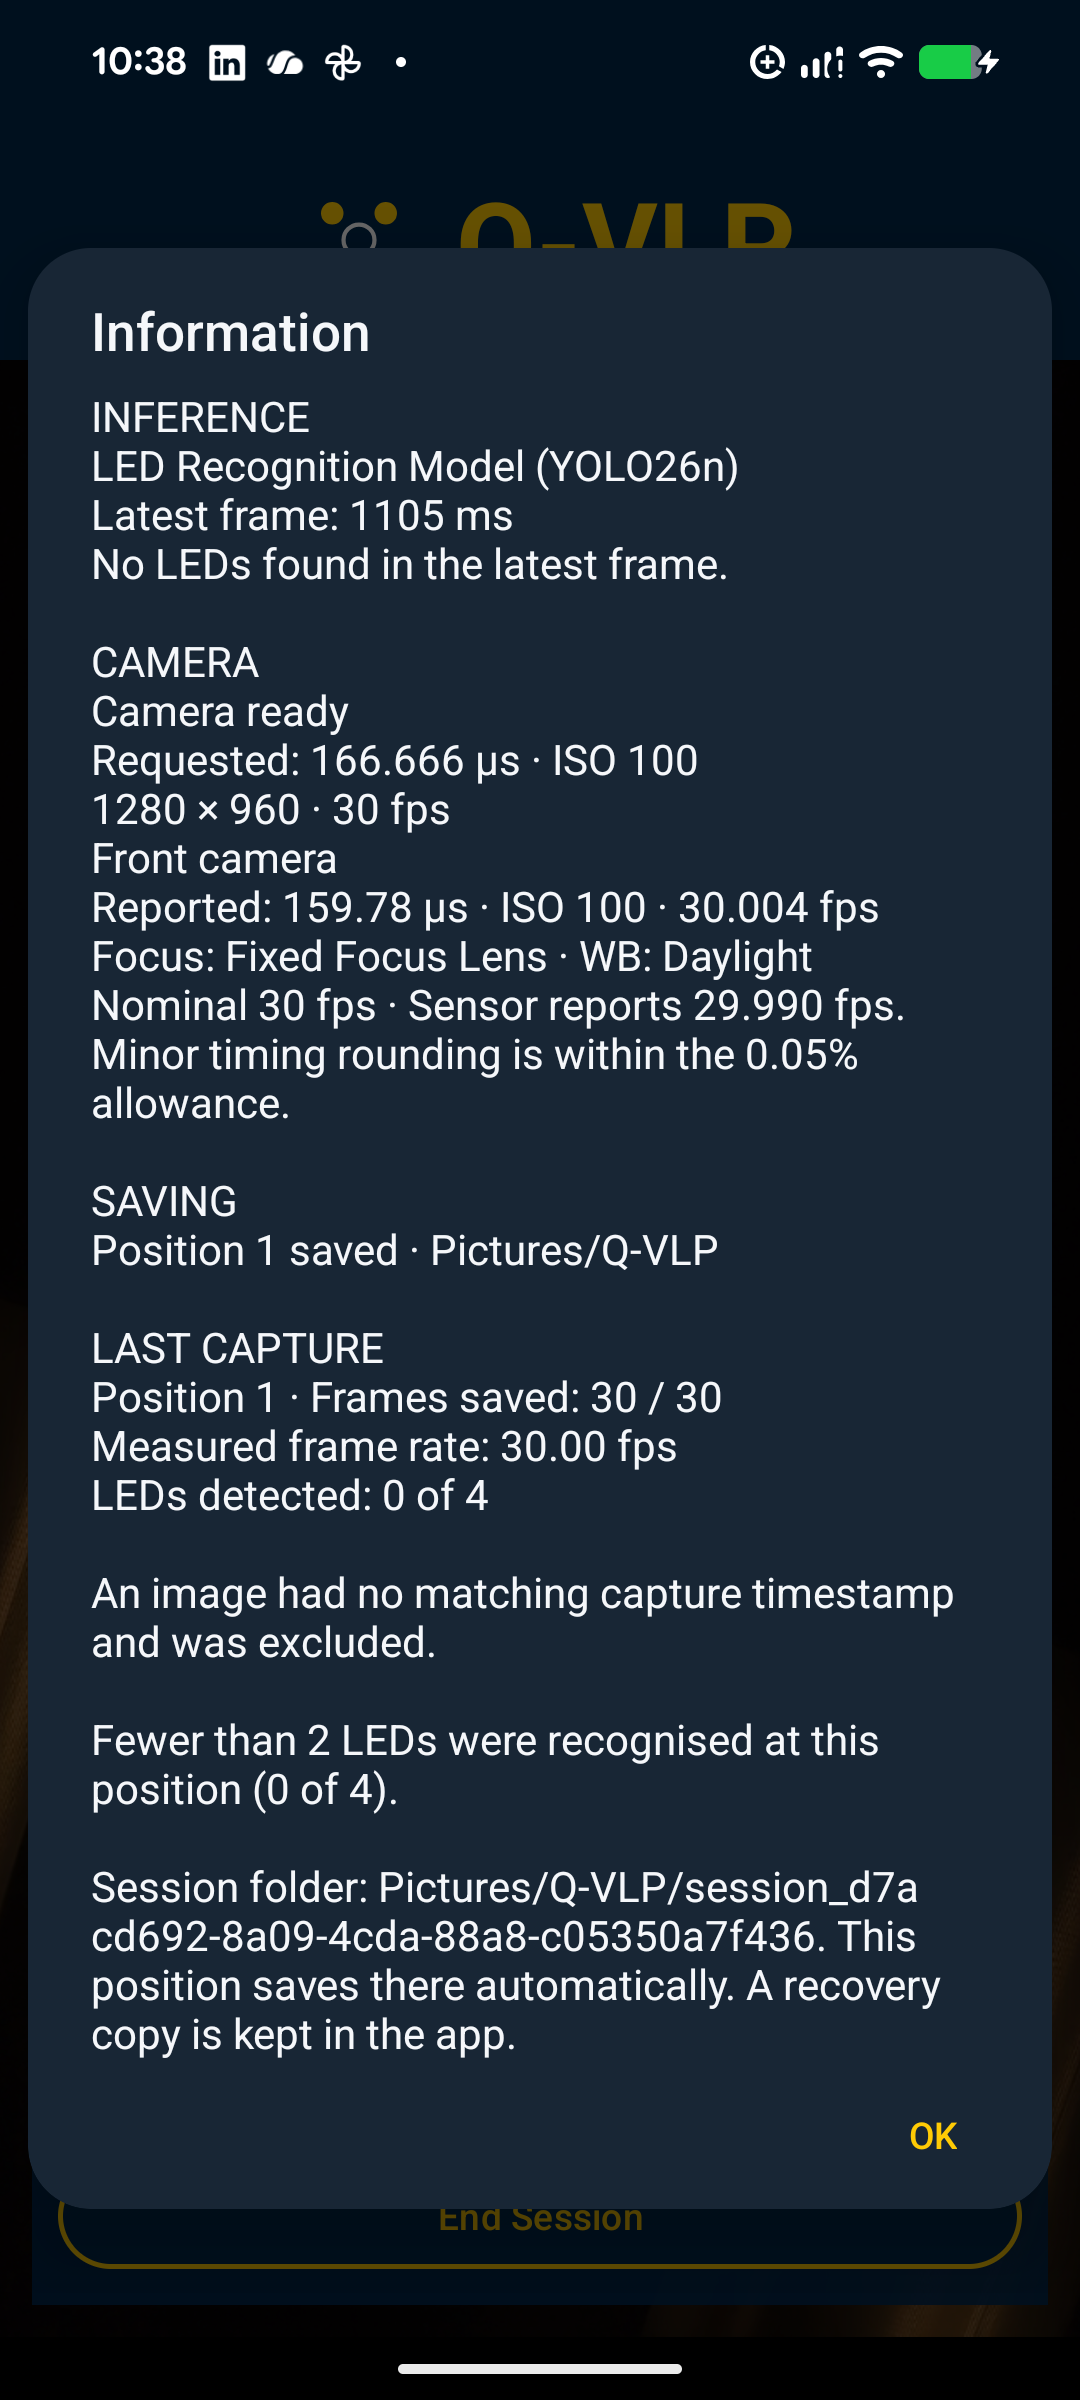 10:38
Q-VLP
Information
INFERENCE
LED Recognition Model (YOLO26n)
Latest frame: 1105 ms
No LEDs found in the latest frame.
CAMERA
Camera ready
Requested: 166.666 µs · ISO 100
1280 × 960 · 30 fps
Front camera
Reported: 159.78 µs · ISO 100 · 30.004 fps
Focus: Fixed Focus Lens · WB: Daylight
Nominal 30 fps · Sensor reports 29.990 fps.
Minor timing rounding is within the 0.05%
allowance.
SAVING
Position 1 saved · Pictures/Q-VLP
LAST CAPTURE
Position 1 · Frames saved: 30 / 30
Measured frame rate: 30.00 fps
LEDs detected: 0 of 4
An image had no matching capture timestamp
and was excluded.
Fewer than 2 LEDs were recognised at this
position (0 of 4).
Session folder: Pictures/Q-VLP/session_d7a
cd692-8a09-4cda-88a8-c05350a7f436. This
position saves there automatically. A recovery
copy is kept in the app.
OK
End Session